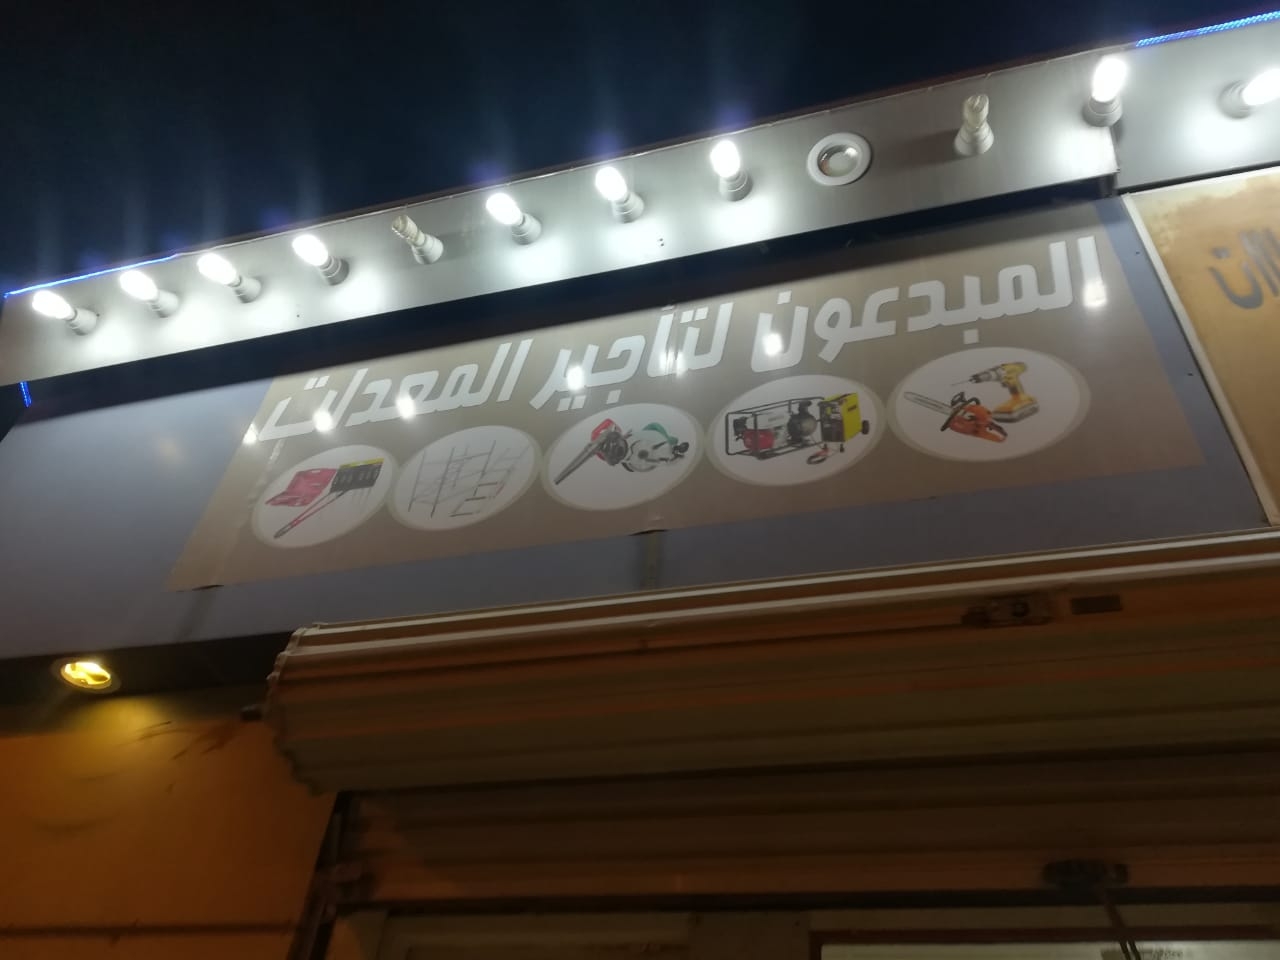 المبدعون لتأجير المعدات